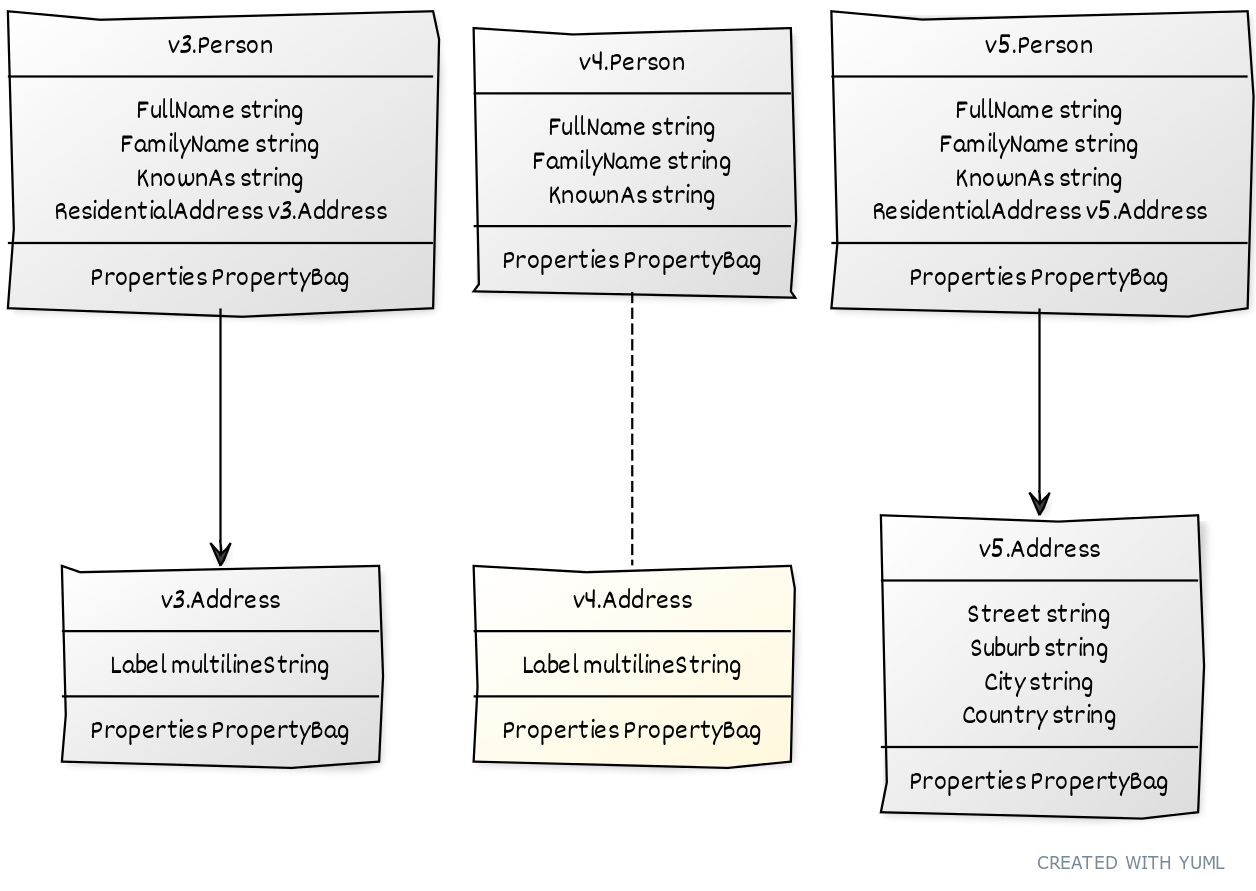 v3.Person
FullName string
FamilyName string
KnownAs string
ResidentialAddress v3.Address
Properties PropertyBag
v4.Person
FullName string
FamilyName string
KnownAs string
Properties PropertyBag
v5.Person
FullName string
FamilyName string
KnownAs string
ResidentialAddress v5.Address
Properties PropertyBag
v3.Address
Label multilineString
Properties PropertyBag
v4.Address
Label multilineString
Properties PropertyBag
v5.Address
Street string
Suburb string
City string
Country string
Properties PropertyBag
CREATED WITH YUML